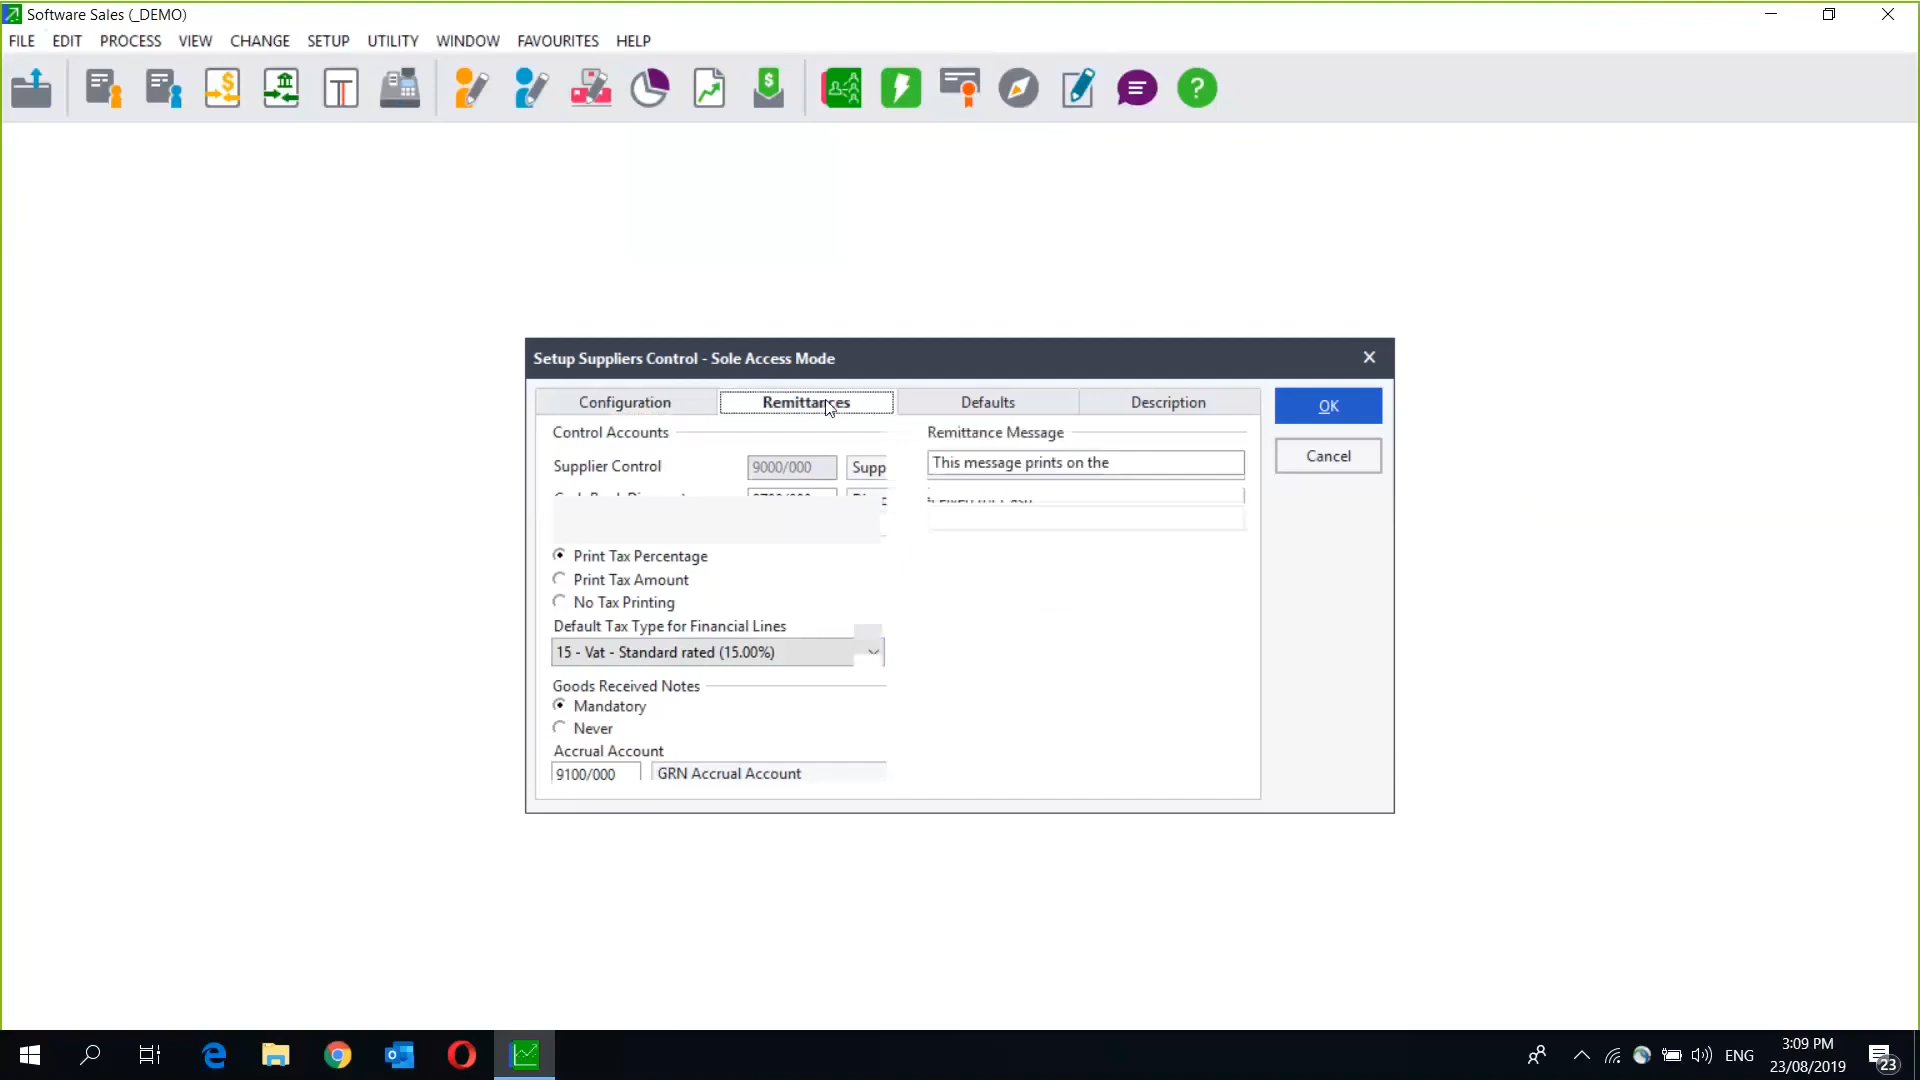 Software Sales (_DEMO)
FILE EDIT PROCESS VIEW CHANGE SETUP UTILITY WINDOW FAVOURITES HELP
Setup Suppliers Control - Sole Access Mode
Configuration Remittances Defaults Description
OK
Cancel
Control Accounts
Supplier Control 9000/000 Supp
Print Tax Percentage
Print Tax Amount
No Tax Printing
Default Tax Type for Financial Lines
15 - Vat - Standard rated (15.00%)
Goods Received Notes
Mandatory
Never
Accrual Account
9100/000 GRN Accrual Account
Remittance Message
This message prints on the
ENG
3:09 PM
23/08/2019
23